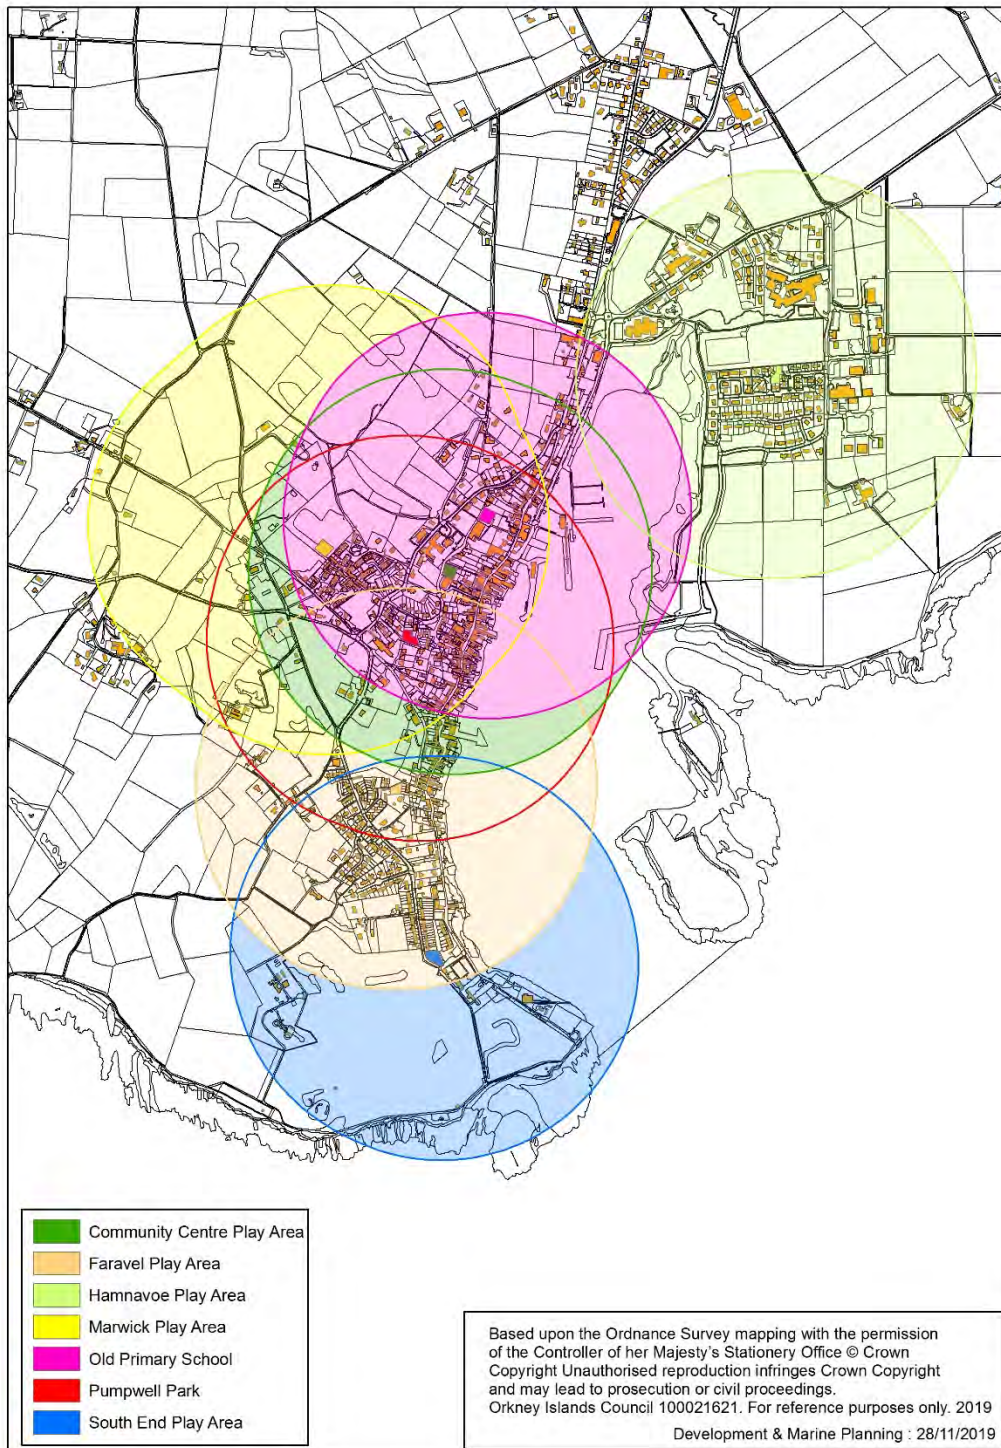 Community Centre Play Area
Faravel Play Area
Hamnavoe Play Area
Marwick Play Area
Old Primary School
Pumpwell Park
South End Play Area
Based upon the Ordnance Survey mapping with the permission
of the Controller of her Majesty's Stationery Office © Crown
Copyright Unauthorised reproduction infringes Crown Copyright
and may lead to prosecution or civil proceedings.
Orkney Islands Council 100021621. For reference purposes only. 2019
Development & Marine Planning : 28/11/2019